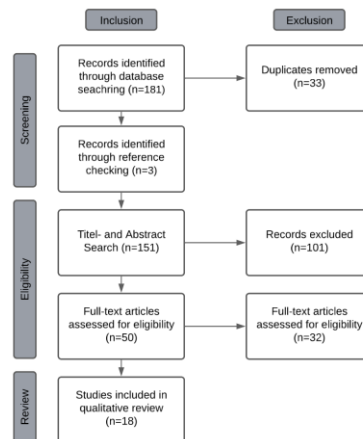 Inclusion
Exclusion
Screening
Records identified
through database
seachring (n=181)
Duplicates removed
(n=33)
Records identified
through reference
checking (n=3)
Eligibility
Titel- and Abstract
Search (n=151)
Records excluded
(n=101)
Full-text articles
assessed for eligibility
(n=50)
Full-text articles
assessed for eligibility
(n=32)
Review
Studies included in
qualitative review
(n=18)